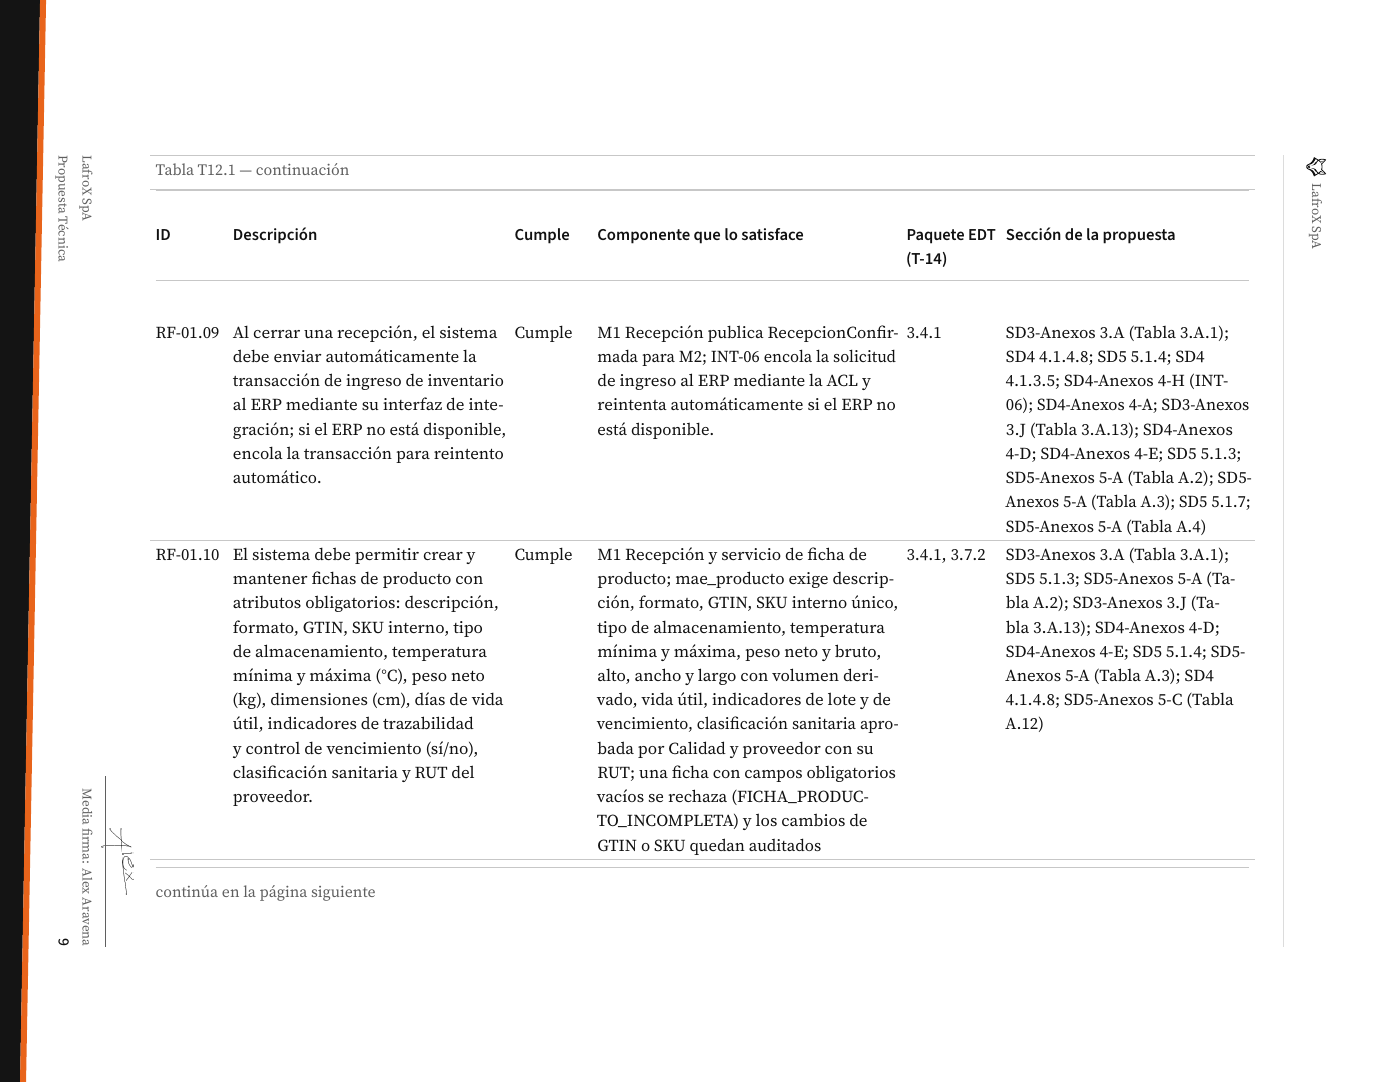 LafroX SpA
Propuesta Técnica
LafroX SpA
Tabla T12.1 — continuación
ID Descripción Cumple Componente que lo satisface Paquete EDT (T-14) Sección de la propuesta
RF-01.09 Cumple 3.4.1
Al cerrar una recepción, el sistema
debe enviar automáticamente la
transacción de ingreso de inventario
al ERP mediante su interfaz de inte-
gración; si el ERP no está disponible,
encola la transacción para reintento
automático.
M1 Recepción publica RecepcionConfir-
mada para M2; INT-06 encola la solicitud
de ingreso al ERP mediante la ACL y
reintenta automáticamente si el ERP no
está disponible.
SD3-Anexos 3.A (Tabla 3.A.1);
SD4 4.1.4.8; SD5 5.1.4; SD4
4.1.3.5; SD4-Anexos 4-H (INT-
06); SD4-Anexos 4-A; SD3-Anexos
3.J (Tabla 3.A.13); SD4-Anexos
4-D; SD4-Anexos 4-E; SD5 5.1.3;
SD5-Anexos 5-A (Tabla A.2); SD5-
Anexos 5-A (Tabla A.3); SD5 5.1.7;
SD5-Anexos 5-A (Tabla A.4)
RF-01.10 Cumple 3.4.1, 3.7.2
El sistema debe permitir crear y
mantener fichas de producto con
atributos obligatorios: descripción,
formato, GTIN, SKU interno, tipo
de almacenamiento, temperatura
mínima y máxima (°C), peso neto
(kg), dimensiones (cm), días de vida
útil, indicadores de trazabilidad
y control de vencimiento (sí/no),
clasificación sanitaria y RUT del
proveedor.
M1 Recepción y servicio de ficha de
producto; mae_producto exige descrip-
ción, formato, GTIN, SKU interno único,
tipo de almacenamiento, temperatura
mínima y máxima, peso neto y bruto,
alto, ancho y largo con volumen deri-
vado, vida útil, indicadores de lote y de
vencimiento, clasificación sanitaria apro-
bada por Calidad y proveedor con su
RUT; una ficha con campos obligatorios
vacíos se rechaza (FICHA_PRODUC-
TO_INCOMPLETA) y los cambios de
GTIN o SKU quedan auditados
SD3-Anexos 3.A (Tabla 3.A.1);
SD5 5.1.3; SD5-Anexos 5-A (Ta-
bla A.2); SD3-Anexos 3.J (Ta-
bla 3.A.13); SD4-Anexos 4-D;
SD4-Anexos 4-E; SD5 5.1.4; SD5-
Anexos 5-A (Tabla A.3); SD4
4.1.4.8; SD5-Anexos 5-C (Tabla
A.12)
continúa en la página siguiente
Alex
Media firma: Alex Aravena
9